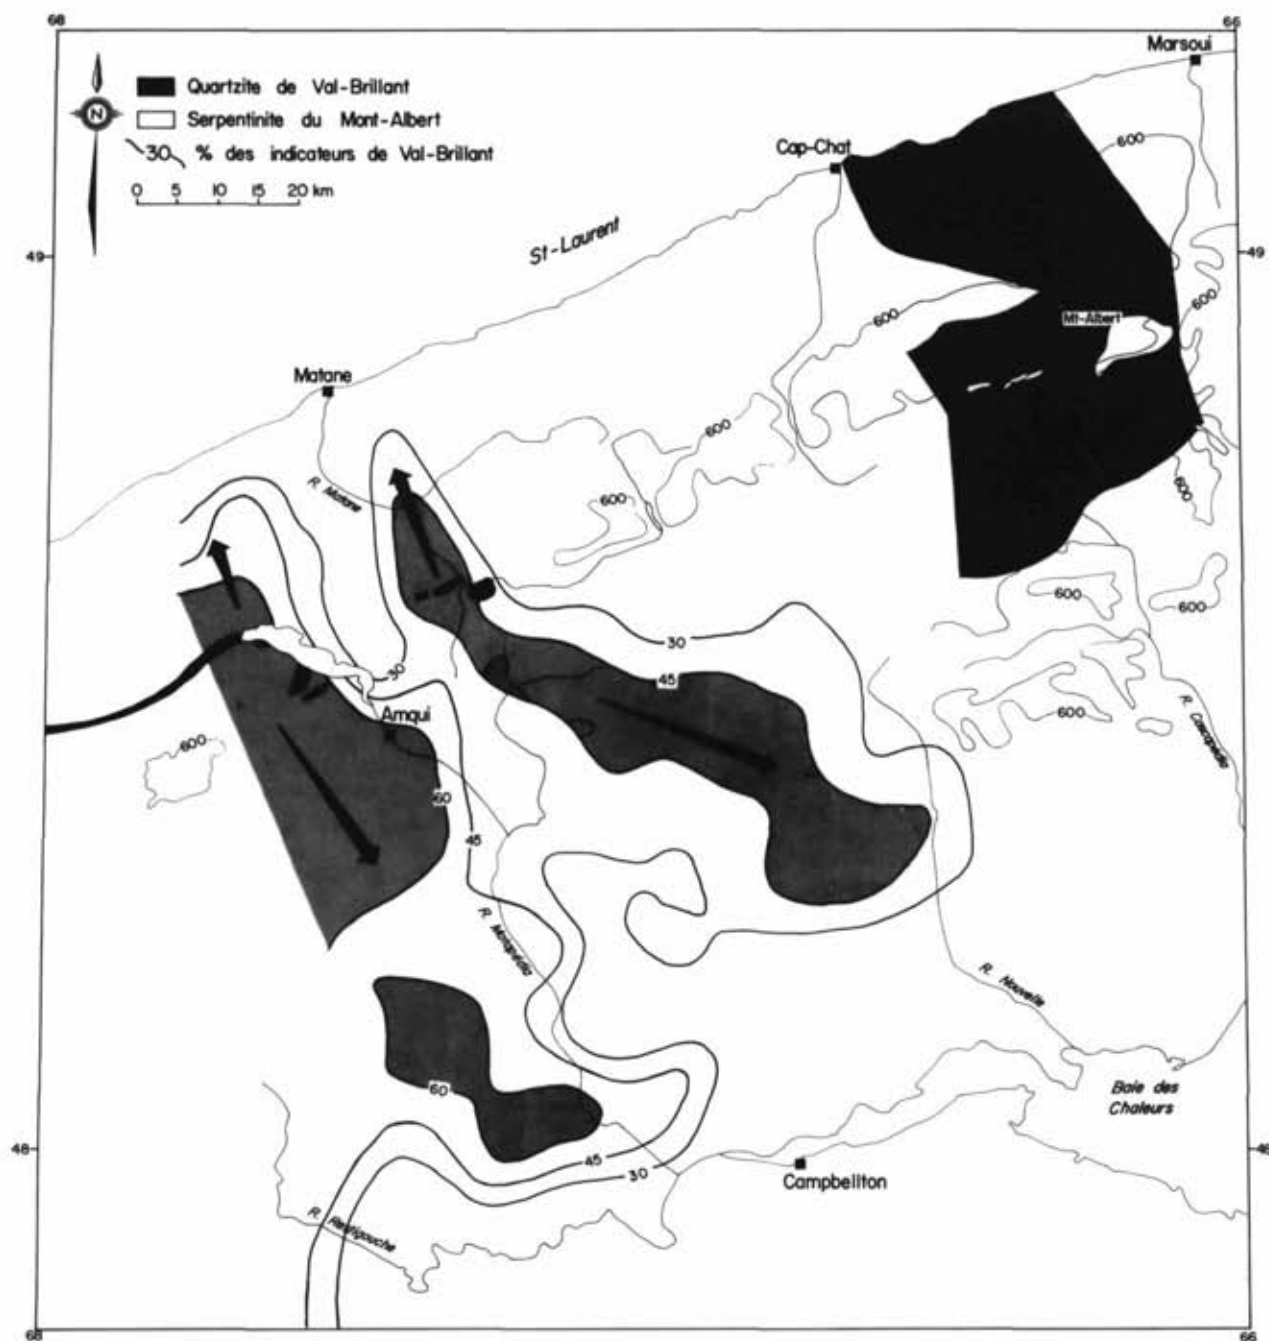 68
66
Marsoui
Quartzite de Val-Brillant
Serpentinite du Mont-Albert
30 % des indicateurs de Val-Brillant
0 5 10 15 20 km
N
600
Cap-Chat
St-Laurent
49
49
600
600
Mt-Albert
Matane
600
R. Matane
600
600
600
600
30
45
30
600
R. Cascapédia
Amqui
600
60
45
R. Matapédia
R. Nouvelle
60
Baie des
Chaleurs
48
48
45
30
Campbellton
R. Restigouche
68
66